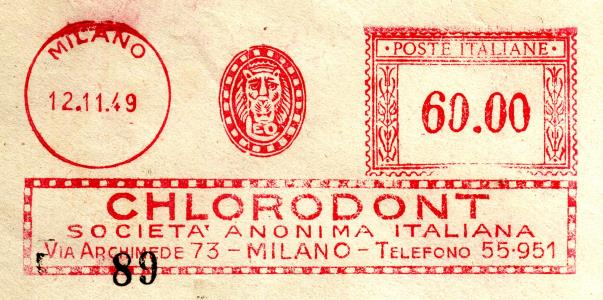 MILANO
12.11.49
LEO
· POSTE ITALIANE ·
60.00
CHLORODONT
SOCIETA' ANONIMA ITALIANA
VIA ARCHIMEDE 73 – MILANO – TELEFONO 55·951
89